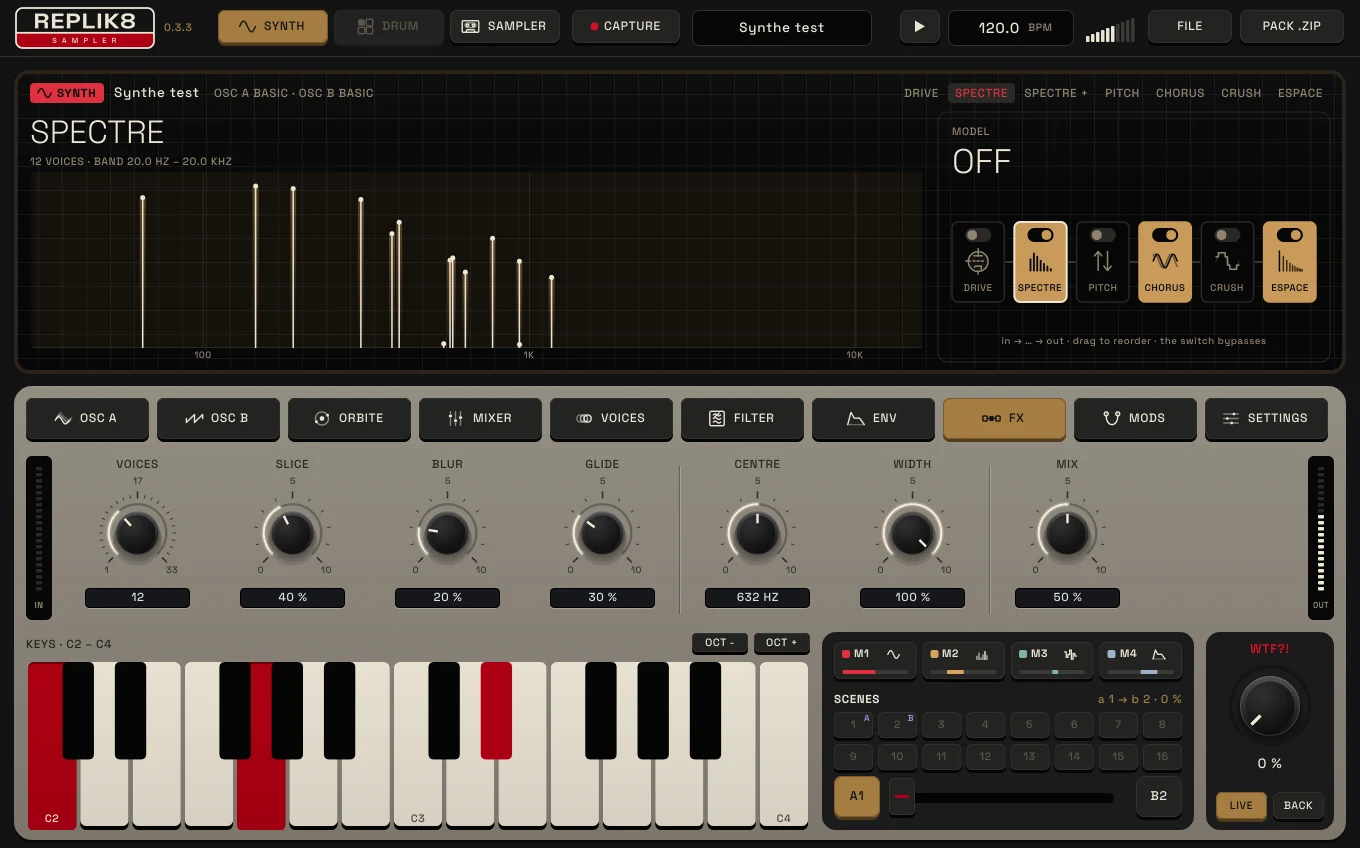 REPLIK8
SAMPLER
0.3.3
SYNTH
DRUM
SAMPLER
CAPTURE
Synthe test
120.0 BPM
FILE
PACK .ZIP
SYNTH Synthe test OSC A BASIC · OSC B BASIC
DRIVE SPECTRE SPECTRE + PITCH CHORUS CRUSH ESPACE
SPECTRE
12 VOICES · BAND 20.0 HZ – 20.0 KHZ
100 1K 10K
MODEL
OFF
DRIVE SPECTRE PITCH CHORUS CRUSH ESPACE
in → … → out · drag to reorder · the switch bypasses
OSC A OSC B ORBITE MIXER VOICES FILTER ENV FX MODS SETTINGS
VOICES SLICE BLUR GLIDE CENTRE WIDTH MIX
17 5 5 5 5 5 5
1 33 0 10 0 10 0 10 0 10 0 10 0 10
IN OUT
12 40 % 20 % 30 % 632 HZ 100 % 50 %
KEYS · C2 – C4
OCT - OCT +
C2 C3 C4
M1 M2 M3 M4
SCENES a 1 → b 2 · 0 %
1 A 2 B 3 4 5 6 7 8
9 10 11 12 13 14 15 16
A1 B2
WTF?!
0 %
LIVE BACK